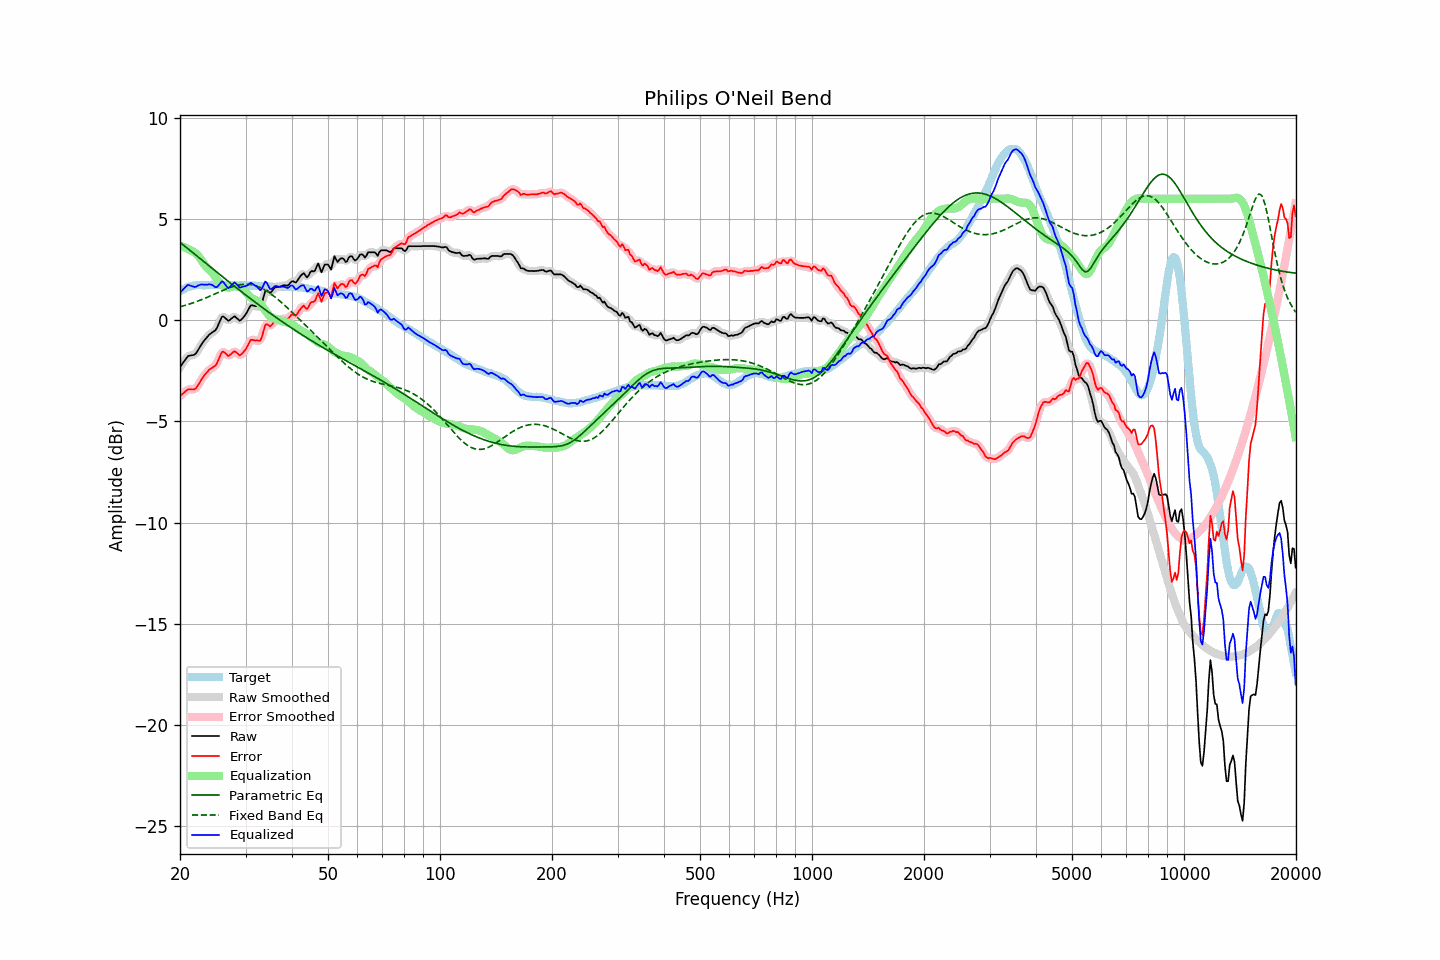 Philips O'Neil Bend
10
5
0
−5
−10
−15
−20
−25
Amplitude (dBr)
Target
Raw Smoothed
Error Smoothed
Raw
Error
Equalization
Parametric Eq
Fixed Band Eq
Equalized
20 50 100 200 500 1000 2000 5000 10000 20000
Frequency (Hz)